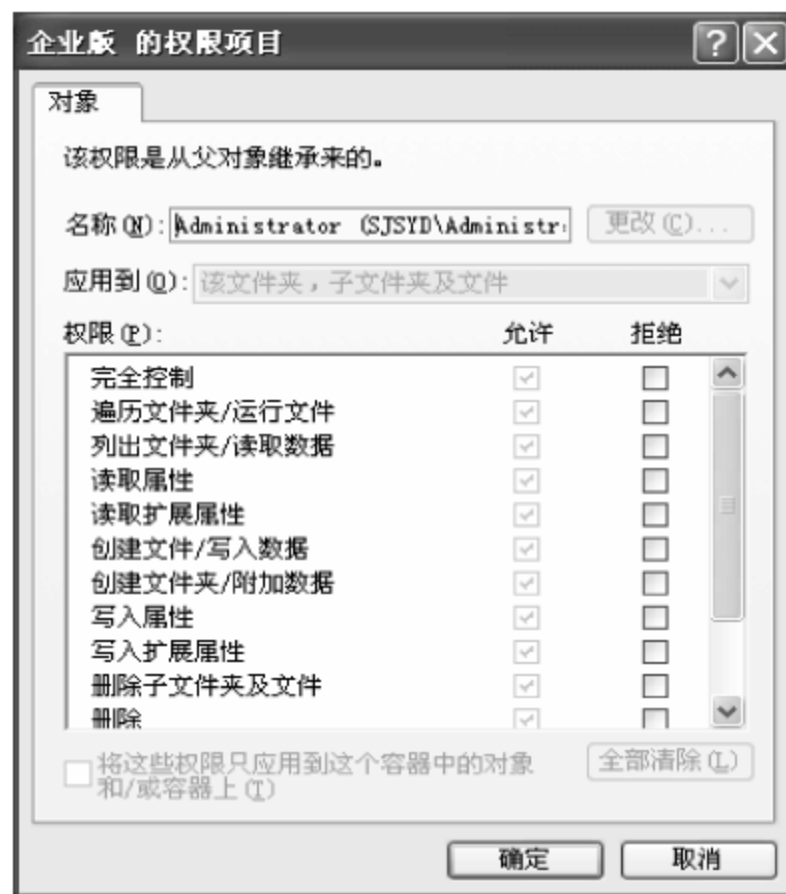 企业版 的权限项目
对象
该权限是从父对象继承来的。
名称(N): Administrator (SJSYD\Administr 更改(C)...
应用到(O): 该文件夹，子文件夹及文件
权限(P): 允许 拒绝
完全控制
遍历文件夹/运行文件
列出文件夹/读取数据
读取属性
读取扩展属性
创建文件/写入数据
创建文件夹/附加数据
写入属性
写入扩展属性
删除子文件夹及文件
删除
将这些权限只应用到这个容器中的对象 全部清除(L)
和/或容器上(T)
确定 取消